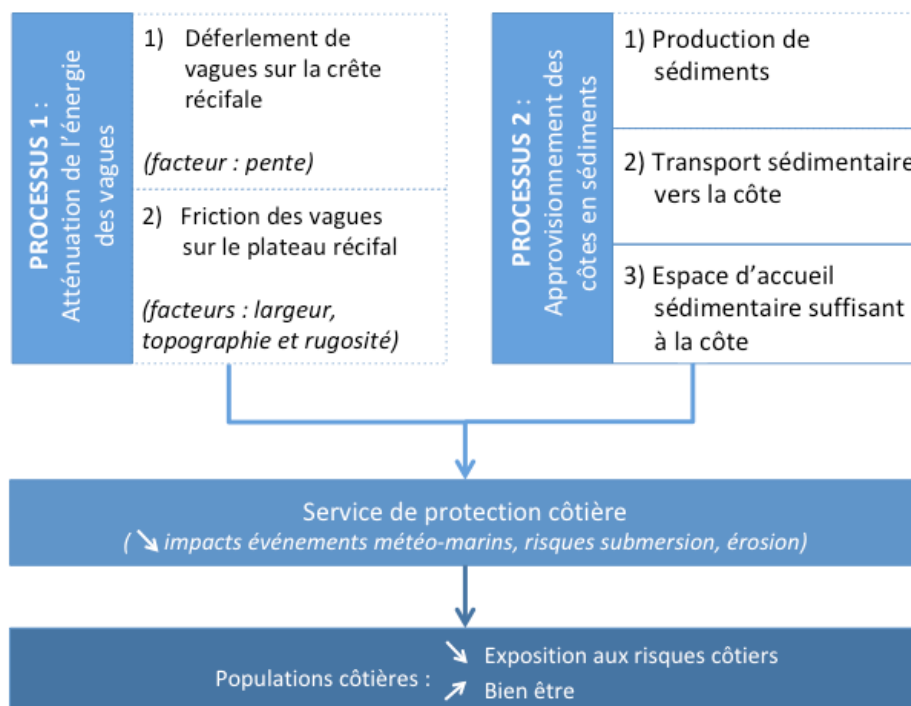 PROCESSUS 1 :
Atténuation de l'énergie
des vagues
1) Déferlement de
vagues sur la crête
récifale
(facteur : pente)
2) Friction des vagues
sur le plateau récifal
(facteurs : largeur,
topographie et rugosité)
PROCESSUS 2 :
Approvisionnement des
côtes en sédiments
1) Production de
sédiments
2) Transport sédimentaire
vers la côte
3) Espace d'accueil
sédimentaire suffisant
à la côte
Service de protection côtière
( ↘ impacts événements météo-marins, risques submersion, érosion)
Populations côtières :
↘ Exposition aux risques côtiers
↗ Bien être